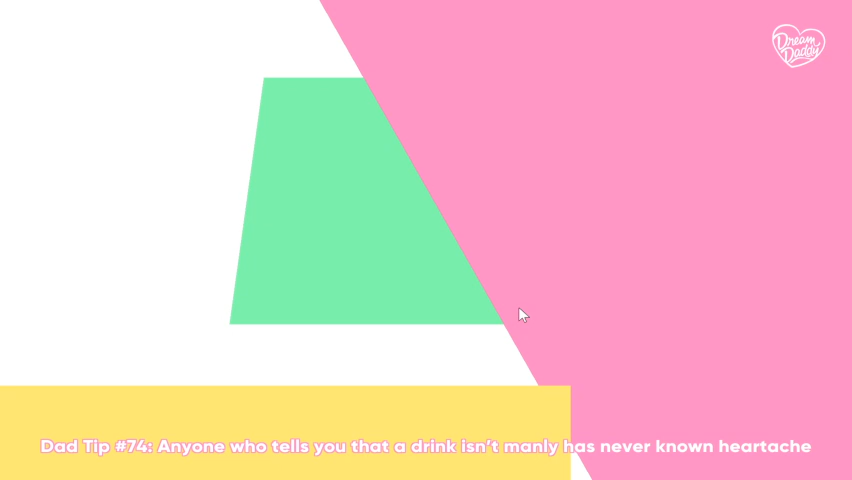 Dream
Daddy
Dad Tip #74: Anyone who tells you that a drink isn't manly has never known heartache